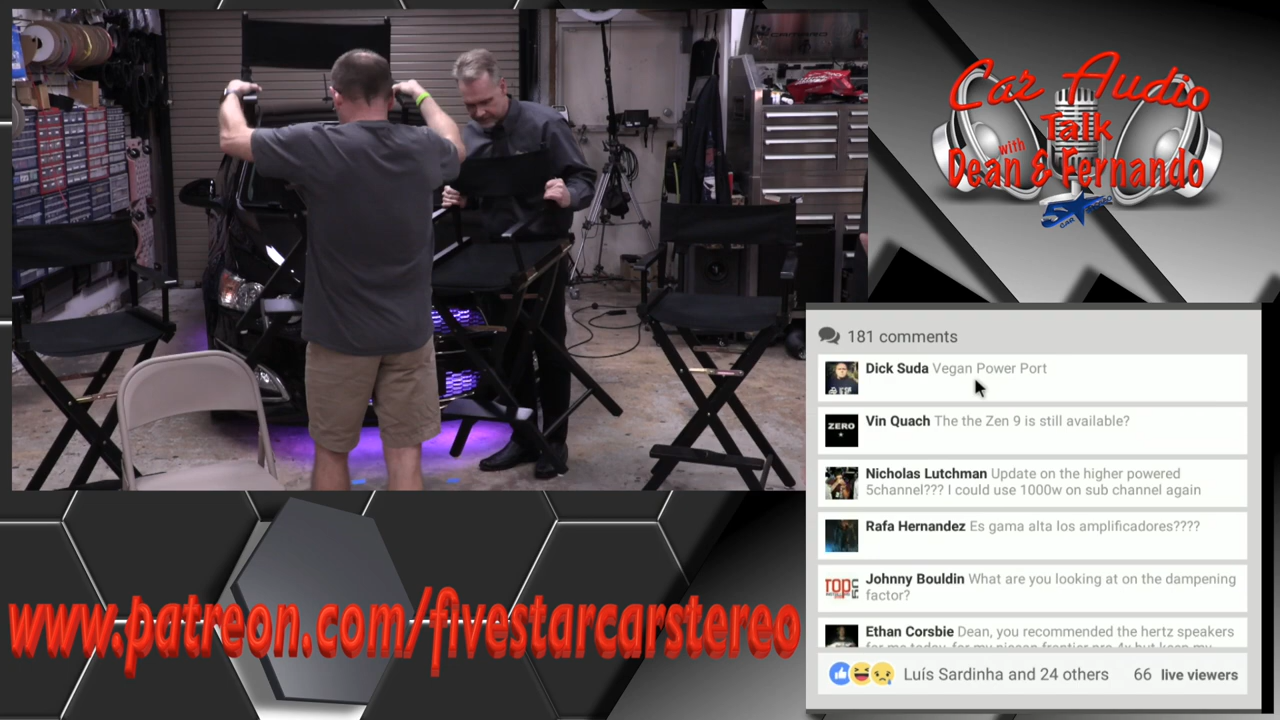 Car Audio
Talk
with
Dean & Fernando
5
181 comments
Dick Suda Vegan Power Port
Vin Quach The the Zen 9 is still available?
ZERO
Nicholas Lutchman Update on the higher powered
5channel??? I could use 1000w on sub channel again
Rafa Hernandez Es gama alta los amplificadores????
Johnny Bouldin What are you looking at on the dampening
factor?
Ethan Corsbie Dean, you recommended the hertz speakers
Luís Sardinha and 24 others 66 live viewers
www.patreon.com/fivestarcarstereo